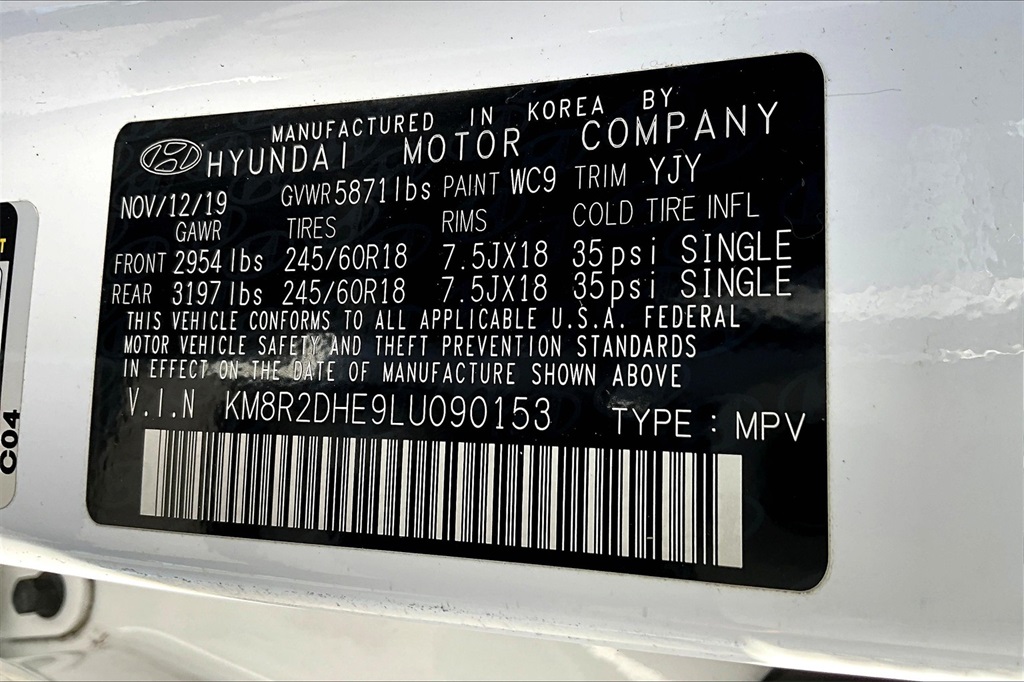 MANUFACTURED IN KOREA BY
HYUNDAI MOTOR COMPANY
NOV/12/19 GVWR 5871 lbs PAINT WC9 TRIM YJY
GAWR TIRES RIMS COLD TIRE INFL
FRONT 2954 lbs 245/60R18 7.5JX18 35psi SINGLE
REAR 3197 lbs 245/60R18 7.5JX18 35psi SINGLE
THIS VEHICLE CONFORMS TO ALL APPLICABLE U.S.A. FEDERAL
MOTOR VEHICLE SAFETY AND THEFT PREVENTION STANDARDS
IN EFFECT ON THE DATE OF MANUFACTURE SHOWN ABOVE
V.I.N KM8R2DHE9LU090153 TYPE : MPV
C04